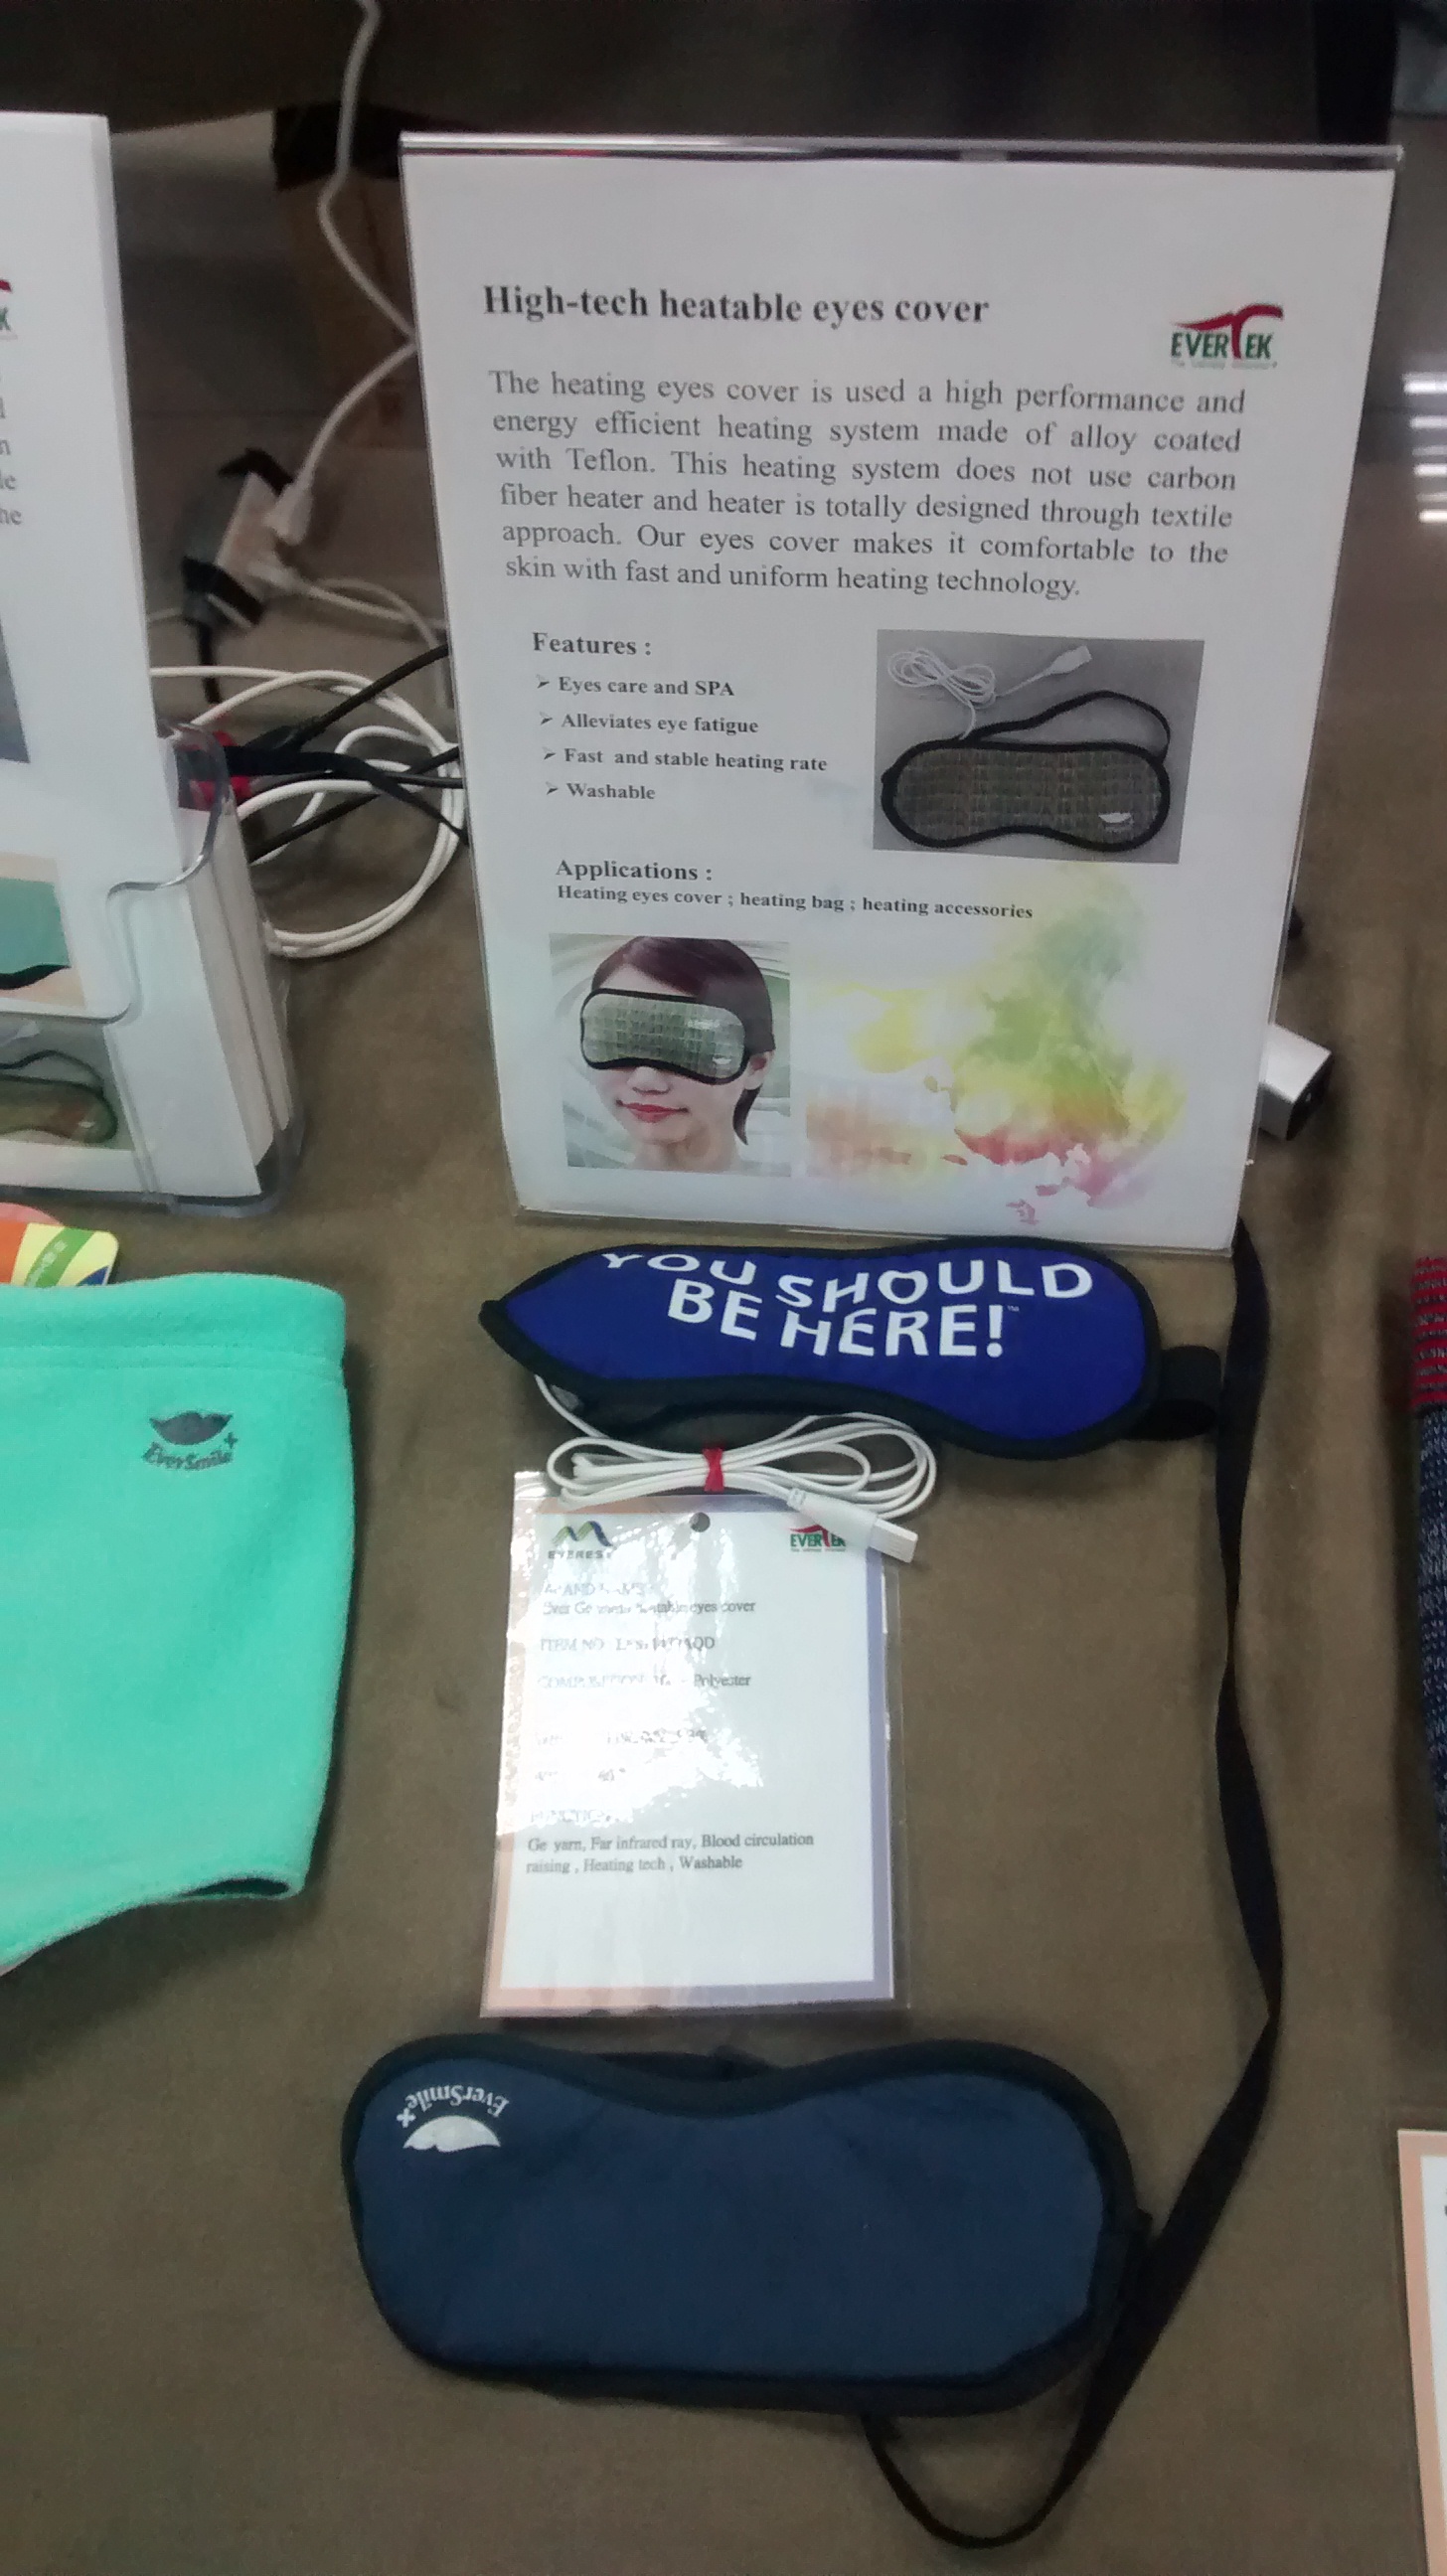 High-tech heatable eyes cover
EVERTEK
The heating eyes cover is used a high performance and
energy efficient heating system made of alloy coated
with Teflon. This heating system does not use carbon
fiber heater and heater is totally designed through textile
approach. Our eyes cover makes it comfortable to the
skin with fast and uniform heating technology.
Features :
➢ Eyes care and SPA
➢ Alleviates eye fatigue
➢ Fast and stable heating rate
➢ Washable
Applications :
Heating eyes cover ; heating bag ; heating accessories
YOU SHOULD
BE HERE!™
EverSmile+
EVEREST
EVERTEK
eyes cover
ITEM NO
Polyester
Ge yarn, Far infrared ray, Blood circulation
raising , Heating tech , Washable
EverSmile+